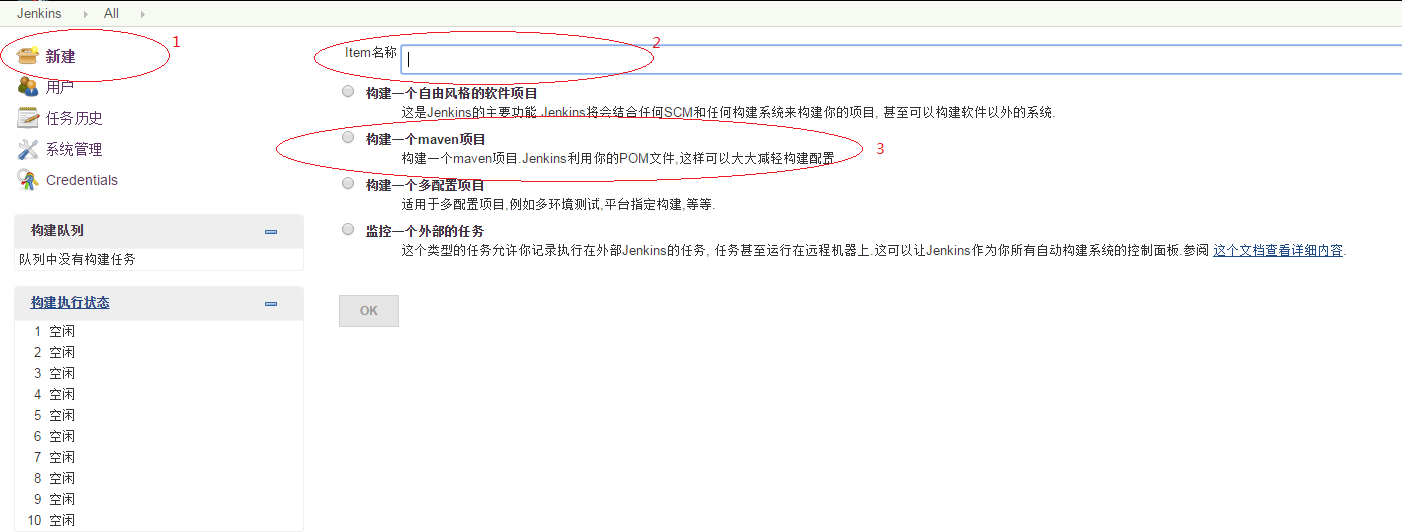 Jenkins All
新建
1
用户
任务历史
系统管理
Credentials
构建队列
队列中没有构建任务
构建执行状态
1 空闲
2 空闲
3 空闲
4 空闲
5 空闲
6 空闲
7 空闲
8 空闲
9 空闲
10 空闲
Item名称
2
构建一个自由风格的软件项目
这是Jenkins的主要功能.Jenkins将会结合任何SCM和任何构建系统来构建你的项目, 甚至可以构建软件以外的系统.
构建一个maven项目
3
构建一个maven项目.Jenkins利用你的POM文件,这样可以大大减轻构建配置.
构建一个多配置项目
适用于多配置项目,例如多环境测试,平台指定构建,等等.
监控一个外部的任务
这个类型的任务允许你记录执行在外部Jenkins的任务, 任务甚至运行在远程机器上.这可以让Jenkins作为你所有自动构建系统的控制面板.参阅 这个文档查看详细内容.
OK